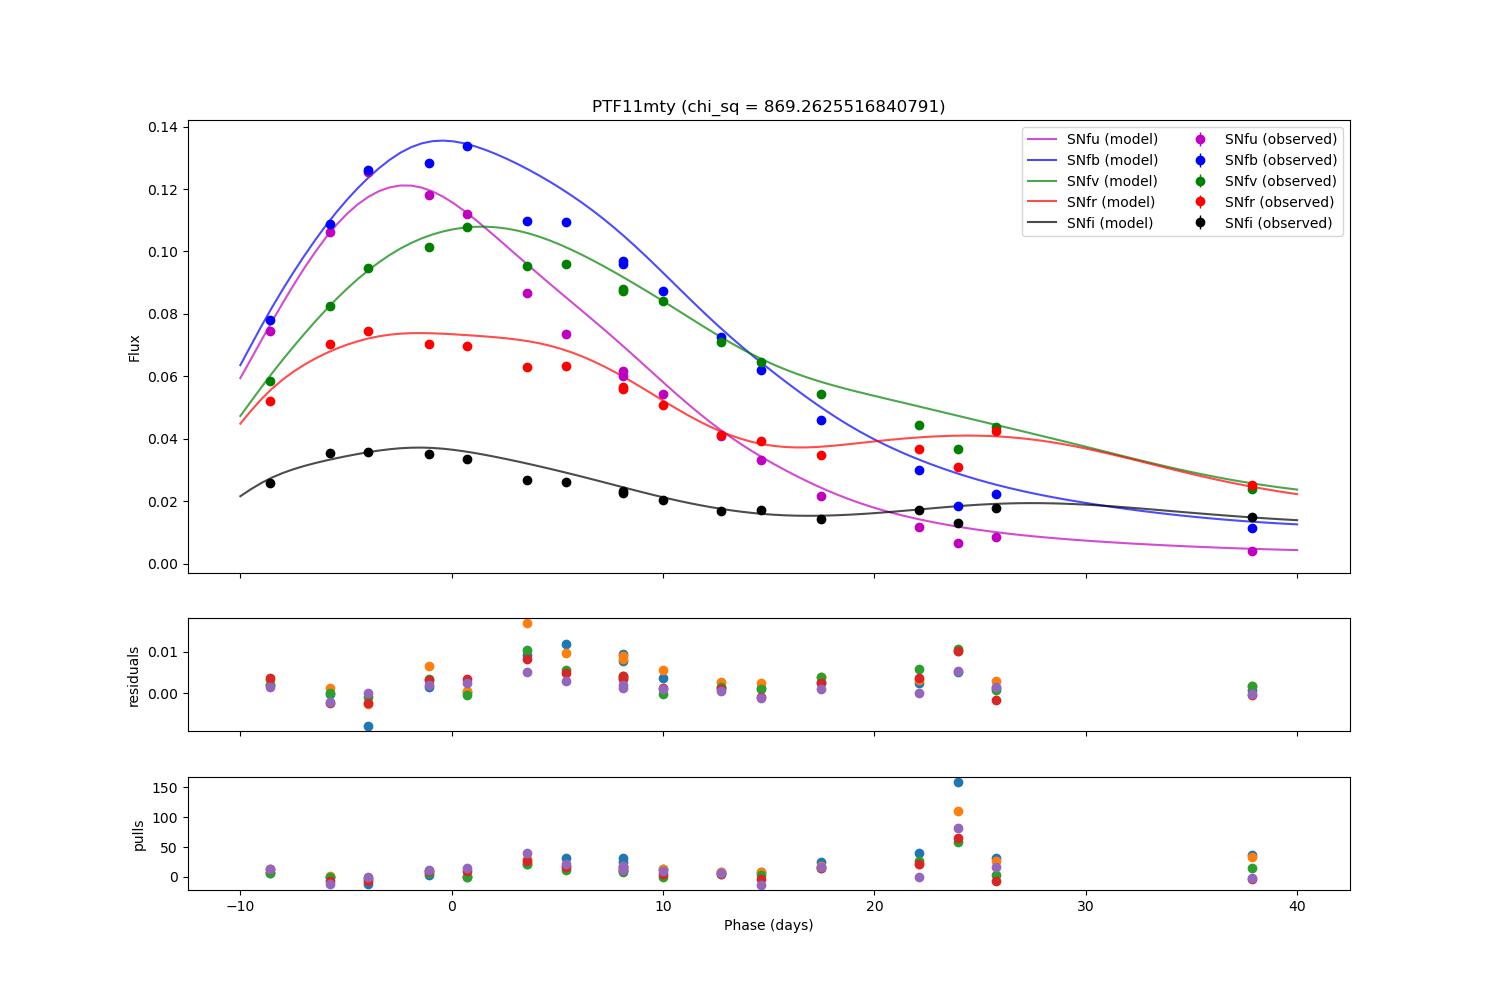 PTF11mty (chi_sq = 869.2625516840791)
0.14
0.12
0.10
0.08
0.06
0.04
0.02
0.00
Flux
SNfu (model)
SNfb (model)
SNfv (model)
SNfr (model)
SNfi (model)
SNfu (observed)
SNfb (observed)
SNfv (observed)
SNfr (observed)
SNfi (observed)
0.01
0.00
residuals
150
100
50
0
pulls
−10
0
10
20
30
40
Phase (days)